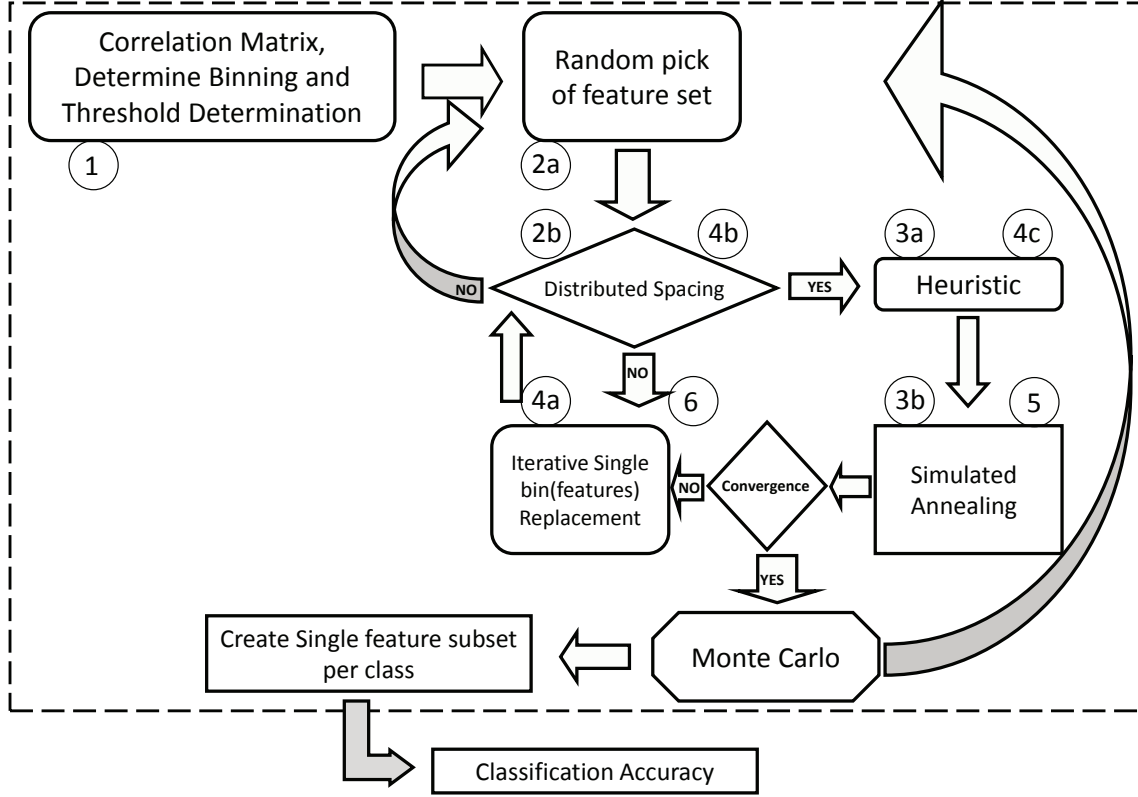 Correlation Matrix,
Determine Binning and
Threshold Determination
1
Random pick
of feature set
2a
2b
4b
Distributed Spacing
NO
YES
3a
4c
Heuristic
NO
4a
6
3b
5
Iterative Single
bin(features)
Replacement
NO
Convergence
Simulated
Annealing
YES
Monte Carlo
Create Single feature subset
per class
Classification Accuracy